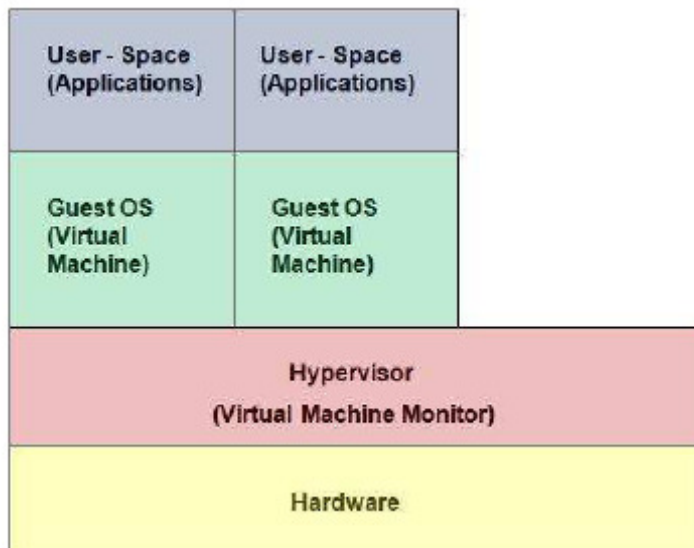 User - Space
(Applications)
User - Space
(Applications)
Guest OS
(Virtual
Machine)
Guest OS
(Virtual
Machine)
Hypervisor
(Virtual Machine Monitor)
Hardware